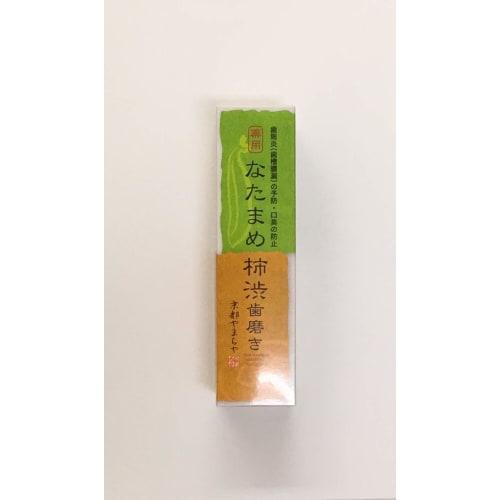 歯周炎(歯槽膿漏)の予防・口臭の防止
薬用
なたまめ
柿渋歯磨き
京都やまちや